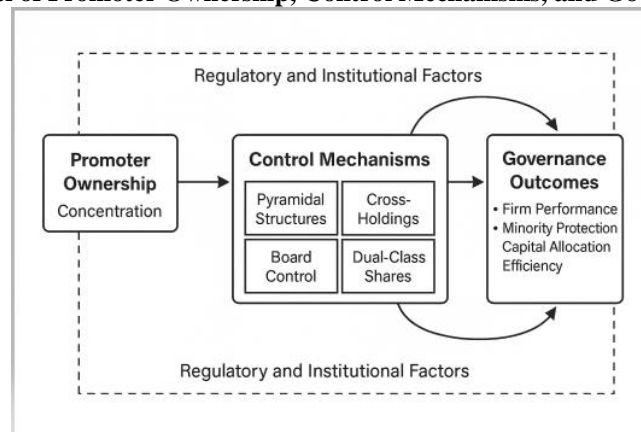 of Promoter Ownership, Control Mechanisms, and Go
Regulatory and Institutional Factors
Promoter
Ownership
Concentration
Control Mechanisms
Pyramidal
Structures
Cross-
Holdings
Board
Control
Dual-Class
Shares
Governance
Outcomes
• Firm Performance
• Minority Protection
Capital Allocation
Efficiency
Regulatory and Institutional Factors